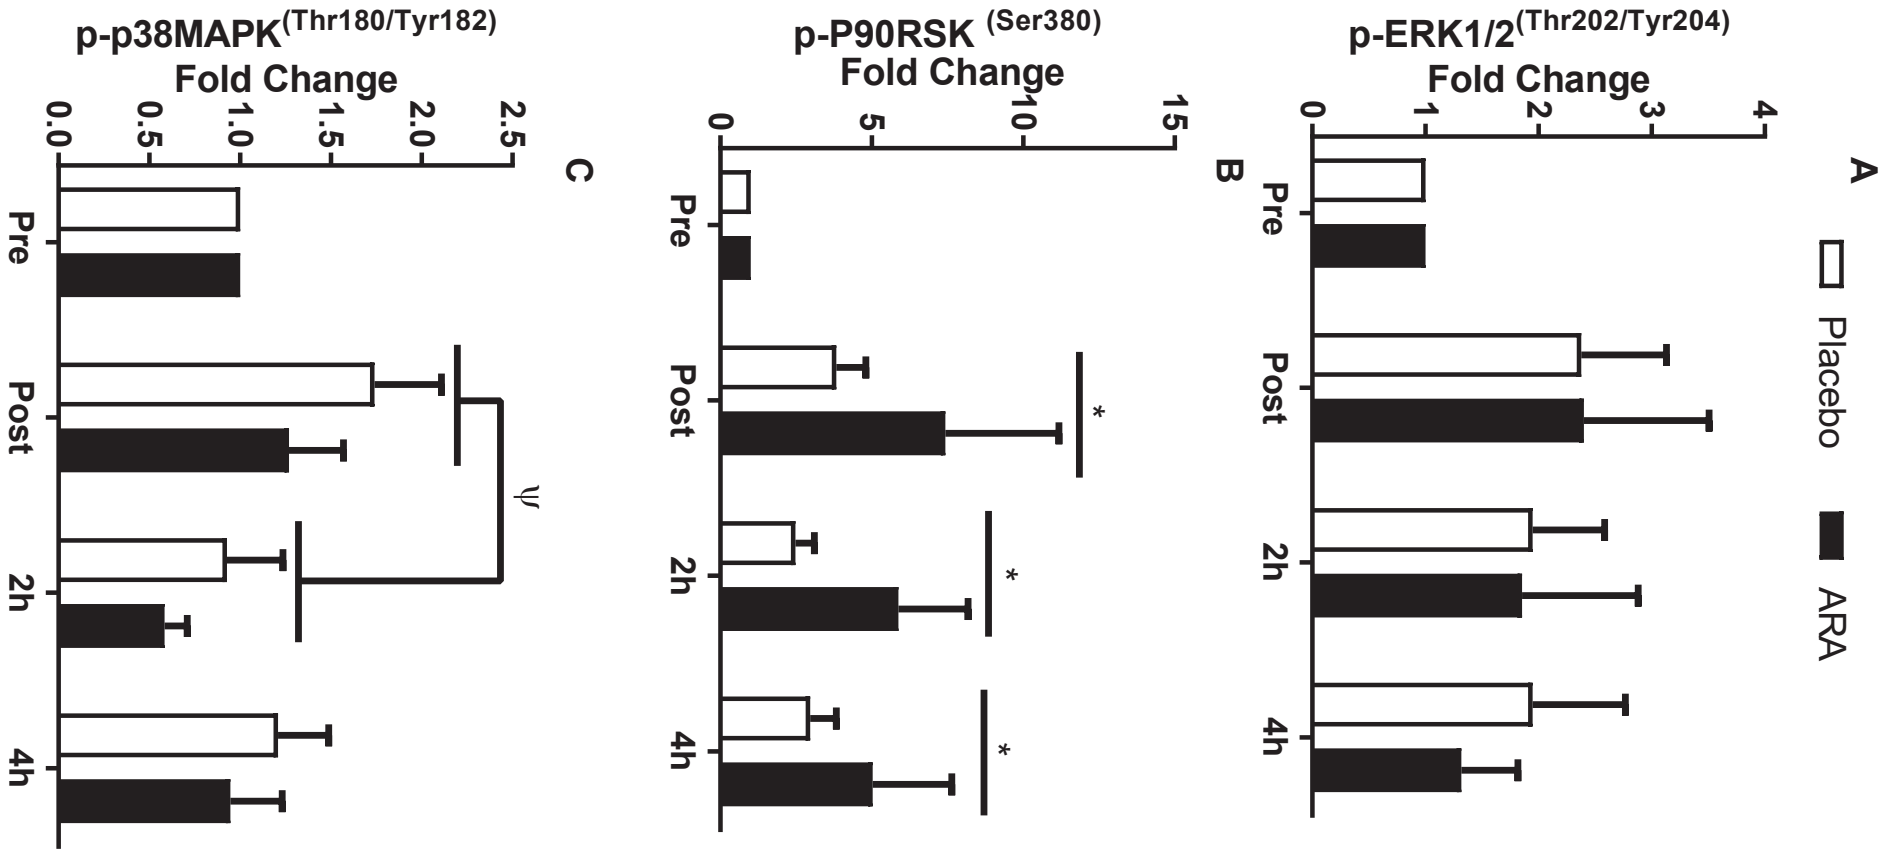 A
Placebo
ARA
p-ERK1/2(Thr202/Tyr204)
Fold Change
4
3
2
1
0
Pre
Post
2h
4h
B
p-P90RSK (Ser380)
Fold Change
15
10
5
0
*
*
*
Pre
Post
2h
4h
C
p-p38MAPK(Thr180/Tyr182)
Fold Change
2.5
2.0
1.5
1.0
0.5
0.0
ψ
Pre
Post
2h
4h